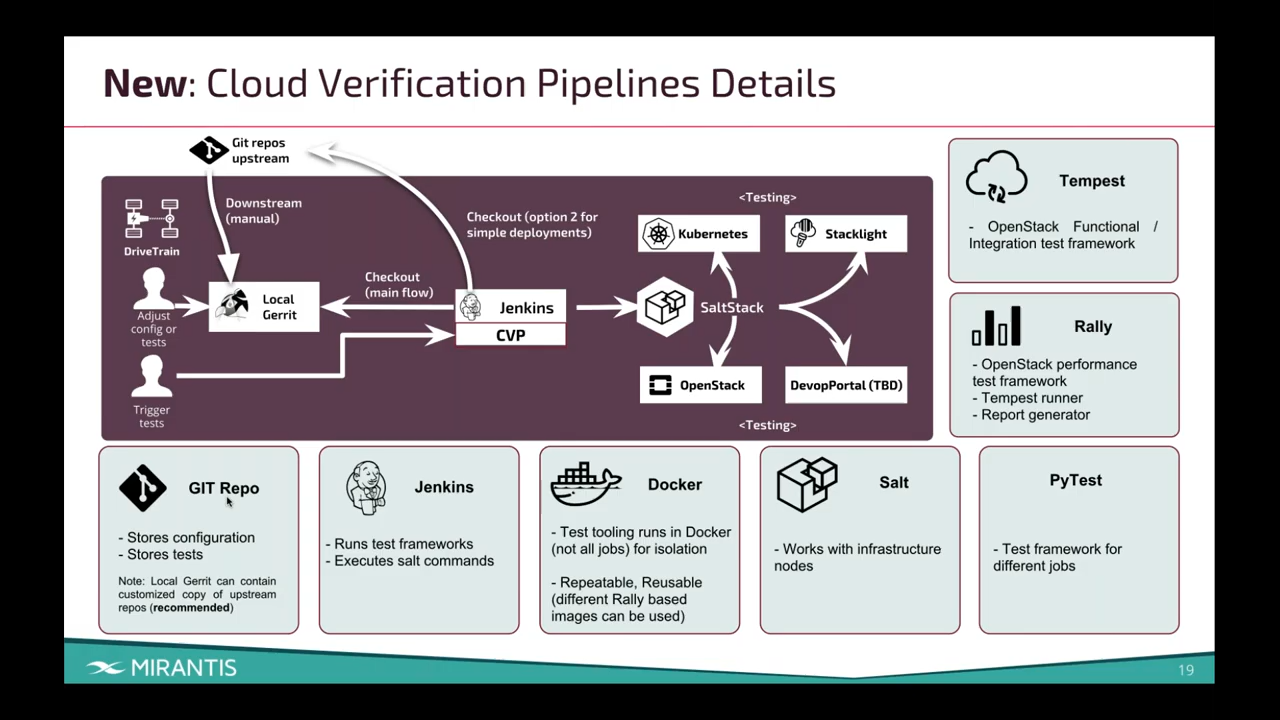 New: Cloud Verification Pipelines Details
Git repos
upstream
Downstream
(manual)
DriveTrain
Adjust
config or
tests
Trigger
tests
Local
Gerrit
Checkout
(main flow)
Checkout (option 2 for
simple deployments)
Jenkins
CVP
SaltStack
<Testing>
Kubernetes
Stacklight
OpenStack
DevopPortal (TBD)
<Testing>
Tempest
- OpenStack Functional /
Integration test framework
Rally
- OpenStack performance
test framework
- Tempest runner
- Report generator
GIT Repo
- Stores configuration
- Stores tests
Note: Local Gerrit can contain
customized copy of upstream
repos (recommended)
Jenkins
- Runs test frameworks
- Executes salt commands
Docker
- Test tooling runs in Docker
(not all jobs) for isolation
- Repeatable, Reusable
(different Rally based
images can be used)
Salt
- Works with infrastructure
nodes
PyTest
- Test framework for
different jobs
MIRANTIS
19